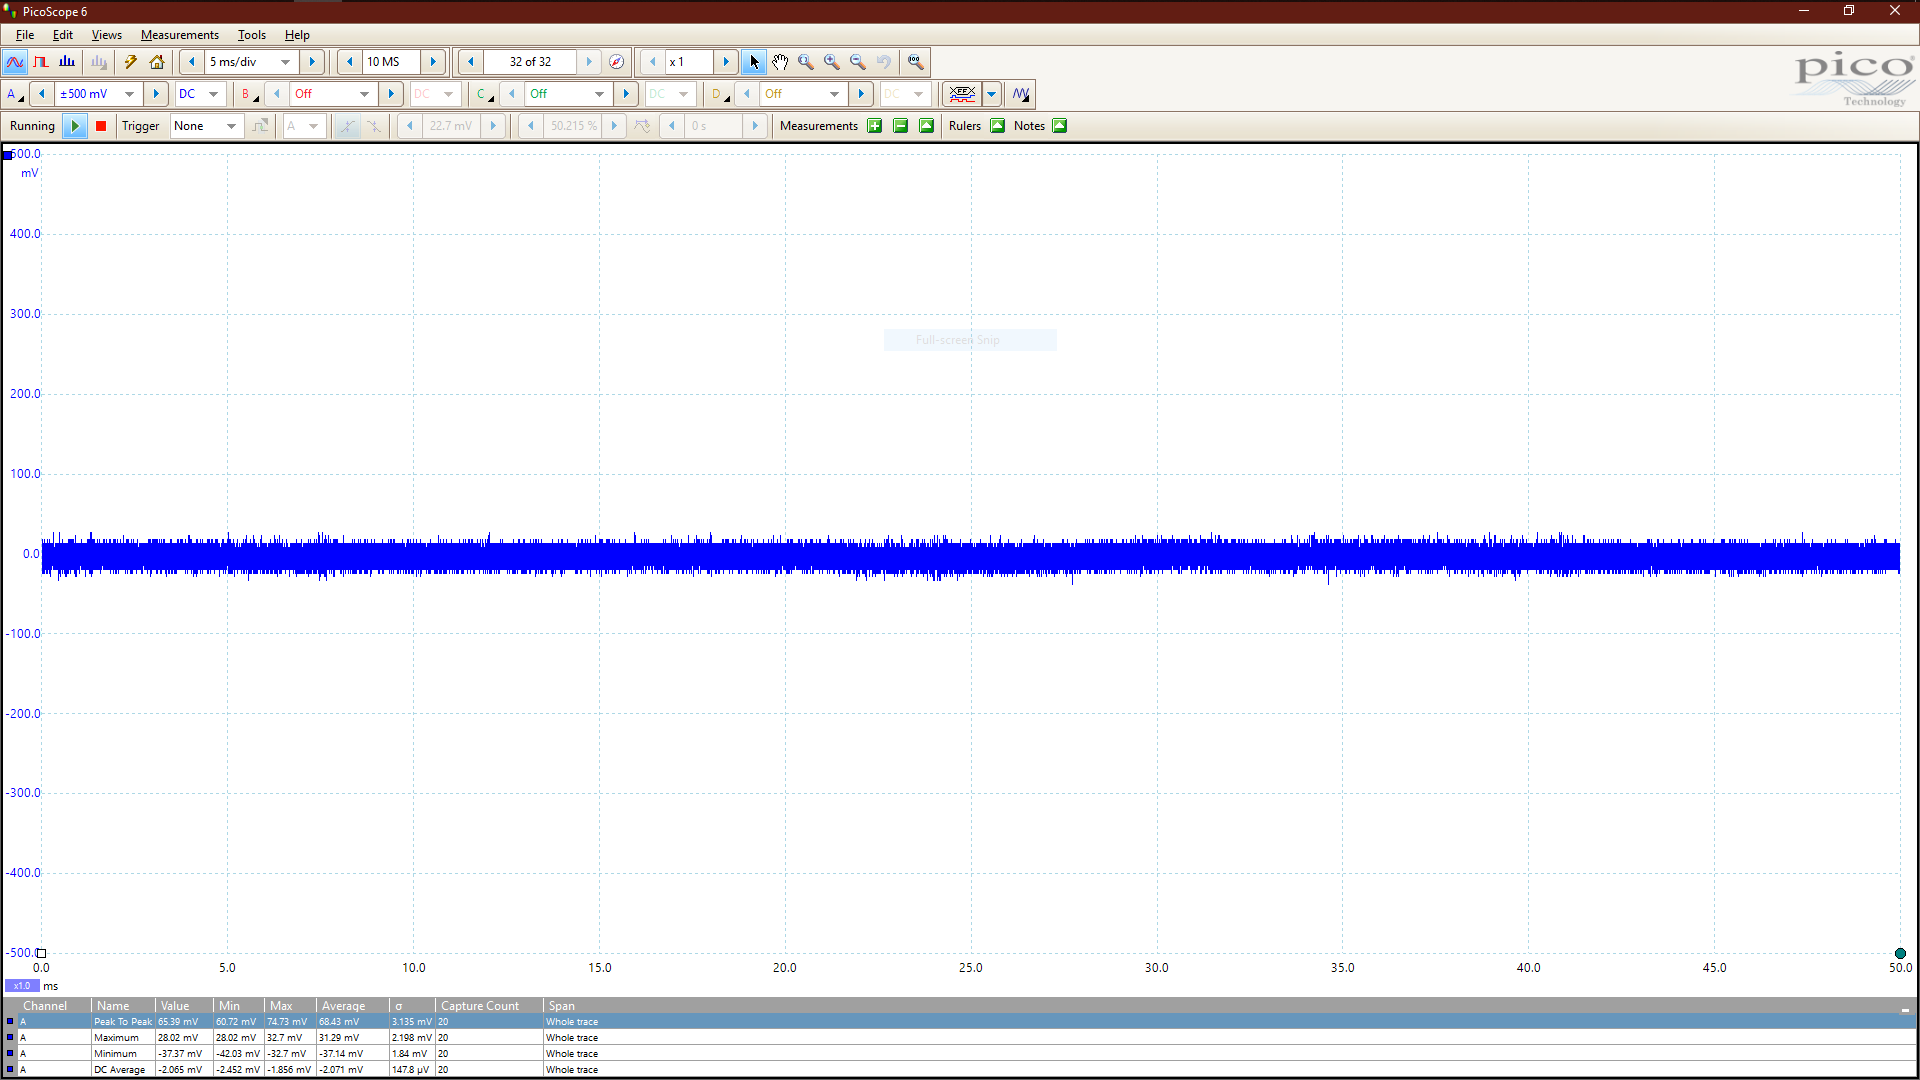 PicoScope 6
File Edit Views Measurements Tools Help
5 ms/div 10 MS 32 of 32 x 1
pico
Technology
A ±500 mV DC B Off DC C Off DC D Off DC
Running Trigger None A 22.7 mV 50.215 % 0 s Measurements Rulers Notes
500.0
mV
400.0
300.0
Full-screen Snip
200.0
100.0
0.0
-100.0
-200.0
-300.0
-400.0
-500.0
0.0 5.0 10.0 15.0 20.0 25.0 30.0 35.0 40.0 45.0 50.0
x1.0 ms
Channel Name Value Min Max Average σ Capture Count Span
A Peak To Peak 65.39 mV 60.72 mV 74.73 mV 68.43 mV 3.135 mV 20 Whole trace
A Maximum 28.02 mV 28.02 mV 32.7 mV 31.29 mV 2.198 mV 20 Whole trace
A Minimum -37.37 mV -42.03 mV -32.7 mV -37.14 mV 1.84 mV 20 Whole trace
A DC Average -2.065 mV -2.452 mV -1.856 mV -2.071 mV 147.8 µV 20 Whole trace